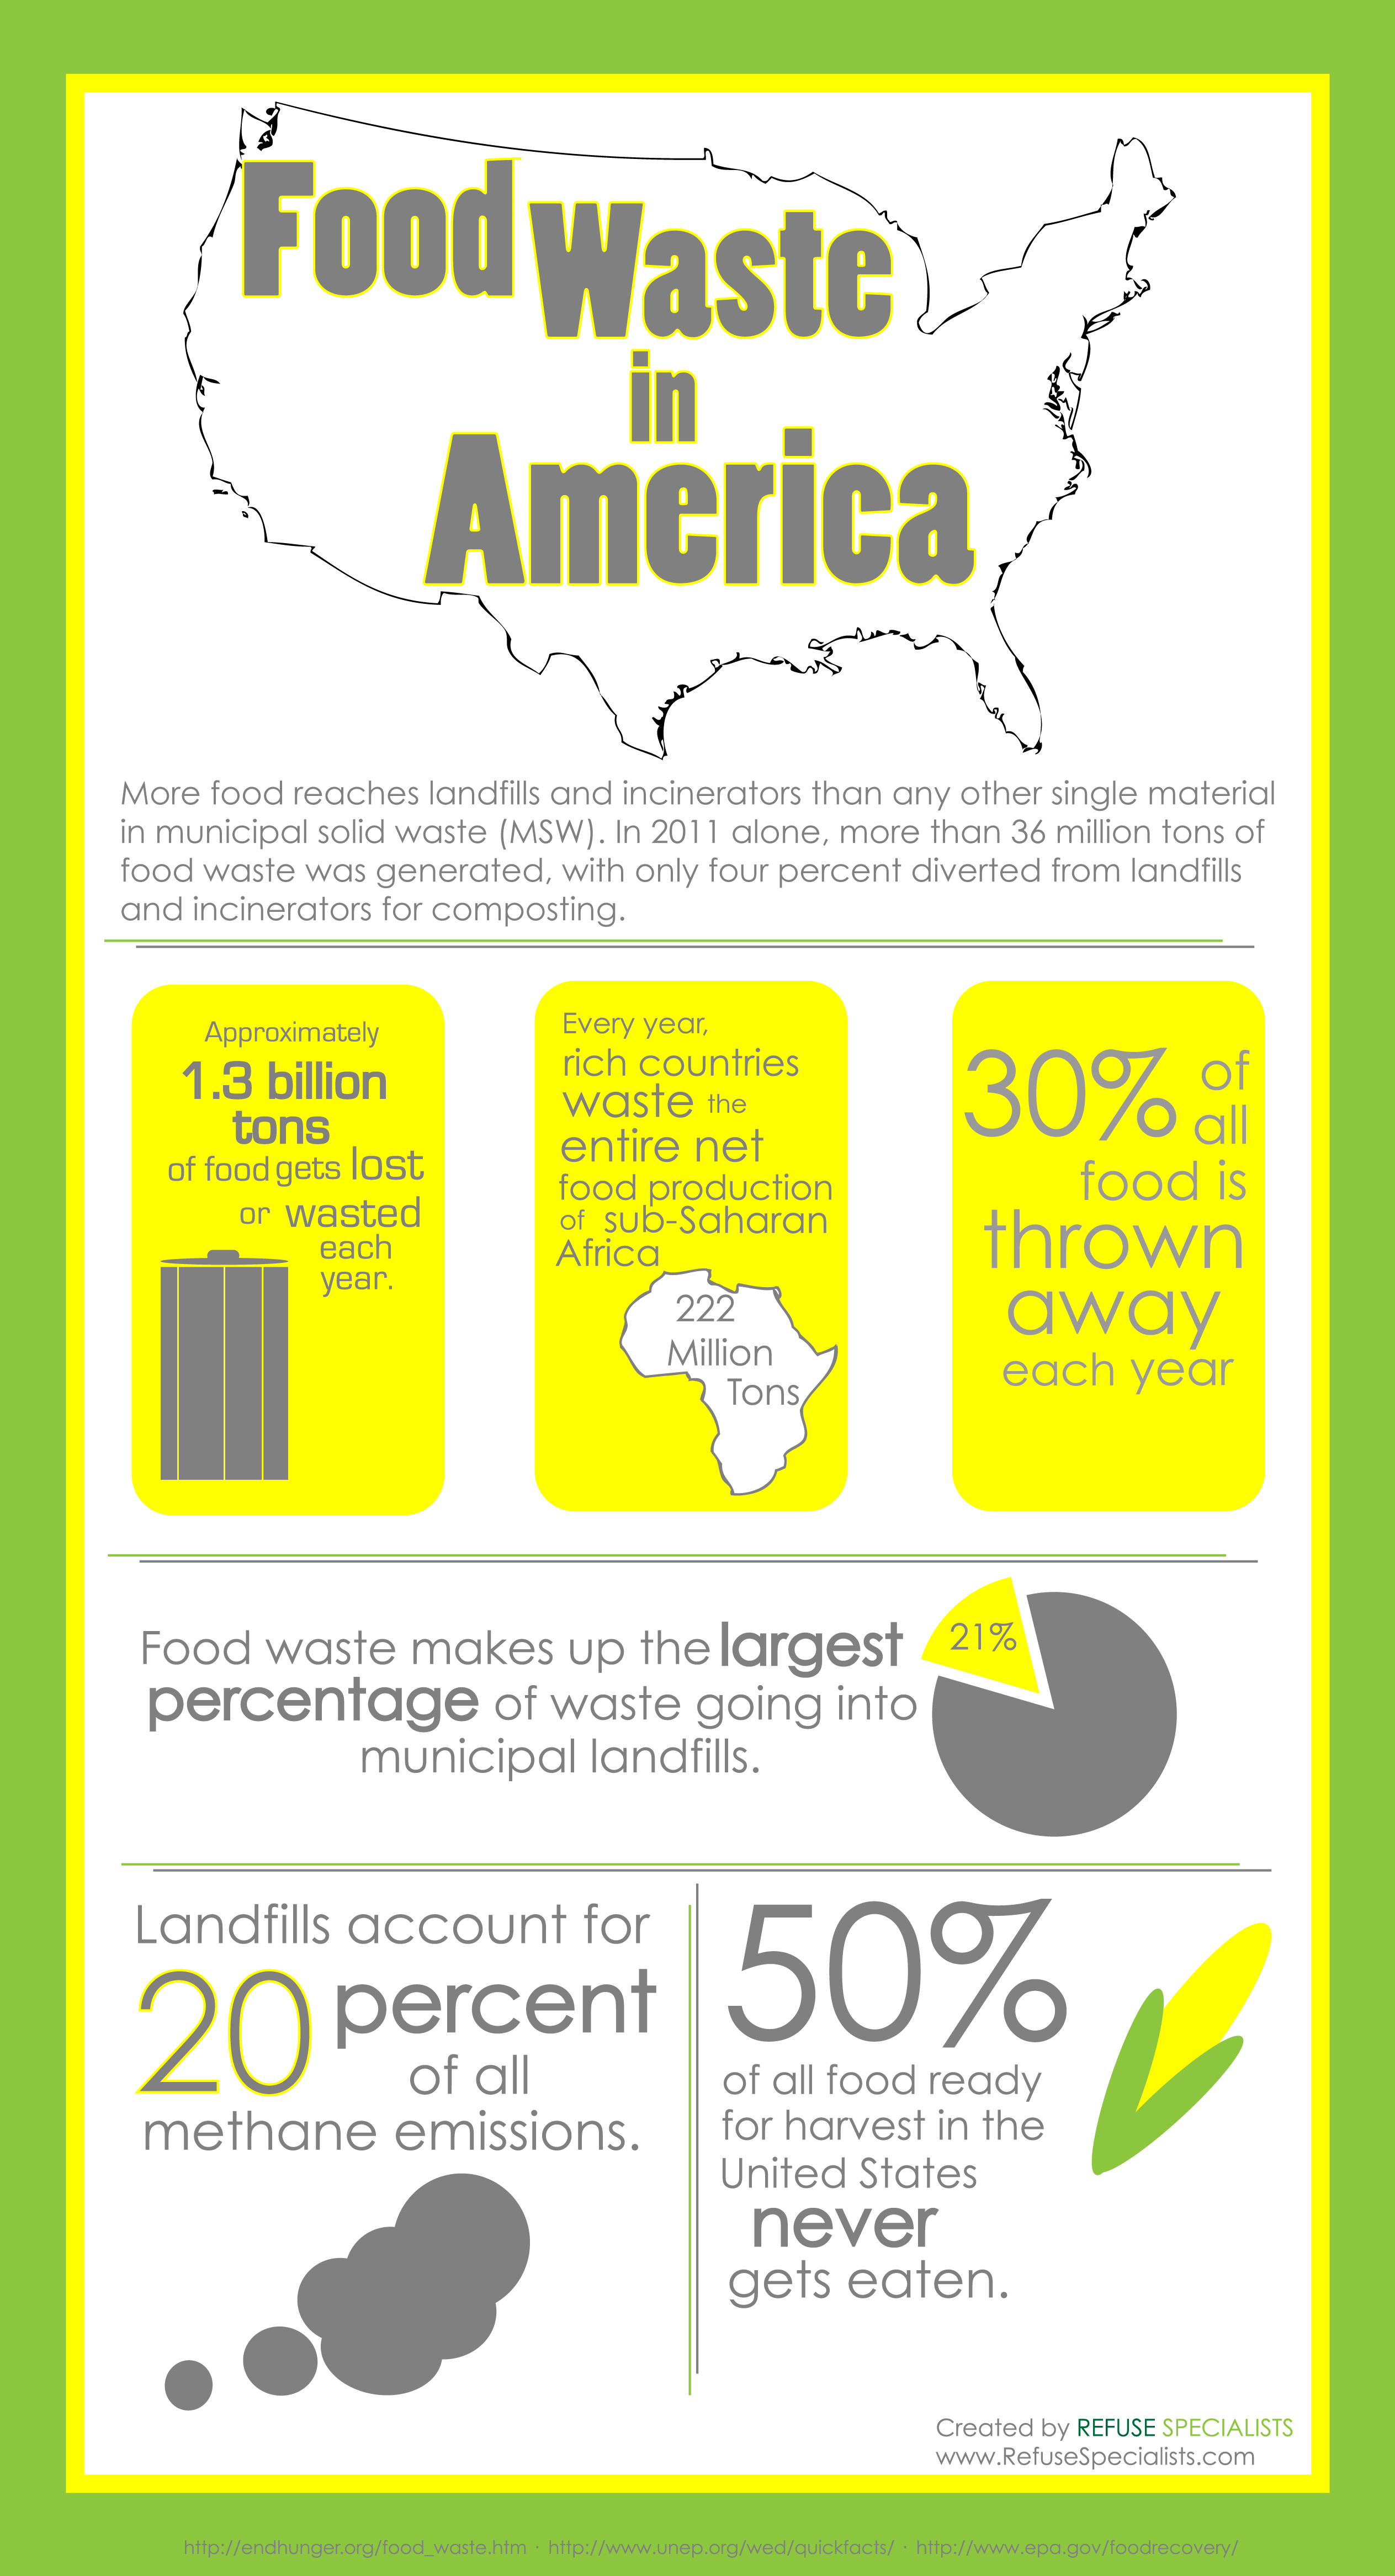 Food Waste
in
America
More food reaches landfills and incinerators than any other single material
in municipal solid waste (MSW). In 2011 alone, more than 36 million tons of
food waste was generated, with only four percent diverted from landfills
and incinerators for composting.
Approximately
1.3 billion
tons
of food gets lost
or wasted
each
year.
Every year,
rich countries
waste the
entire net
food production
of sub-Saharan
Africa
222
Million
Tons
30% of
all
food is
thrown
away
each year
Food waste makes up the largest
percentage of waste going into
municipal landfills.
21%
Landfills account for
20 percent
of all
methane emissions.
50%
of all food ready
for harvest in the
United States
never
gets eaten.
Created by REFUSE SPECIALISTS
www.RefuseSpecialists.com
http://endhunger.org/food_waste.htm · http://www.unep.org/wed/quickfacts/ · http://www.epa.gov/foodrecovery/